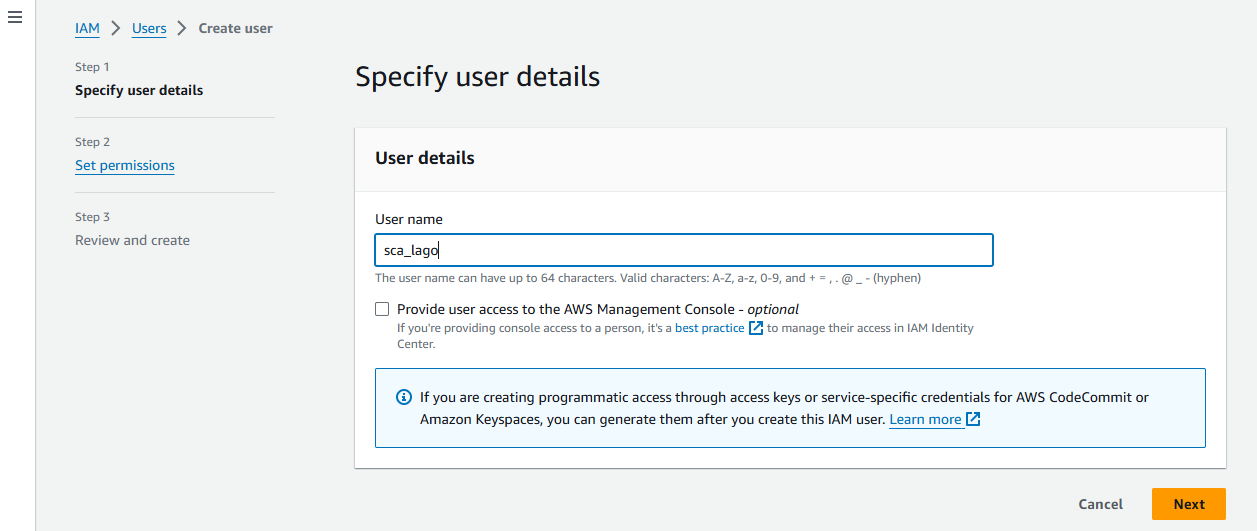 IAM > Users > Create user
Step 1
Specify user details
Step 2
Set permissions
Step 3
Review and create
Specify user details
User details
User name
sca_lago
The user name can have up to 64 characters. Valid characters: A-Z, a-z, 0-9, and + = , . @ _ - (hyphen)
Provide user access to the AWS Management Console - optional
If you're providing console access to a person, it's a best practice to manage their access in IAM Identity
Center.
If you are creating programmatic access through access keys or service-specific credentials for AWS CodeCommit or
Amazon Keyspaces, you can generate them after you create this IAM user. Learn more
Cancel
Next